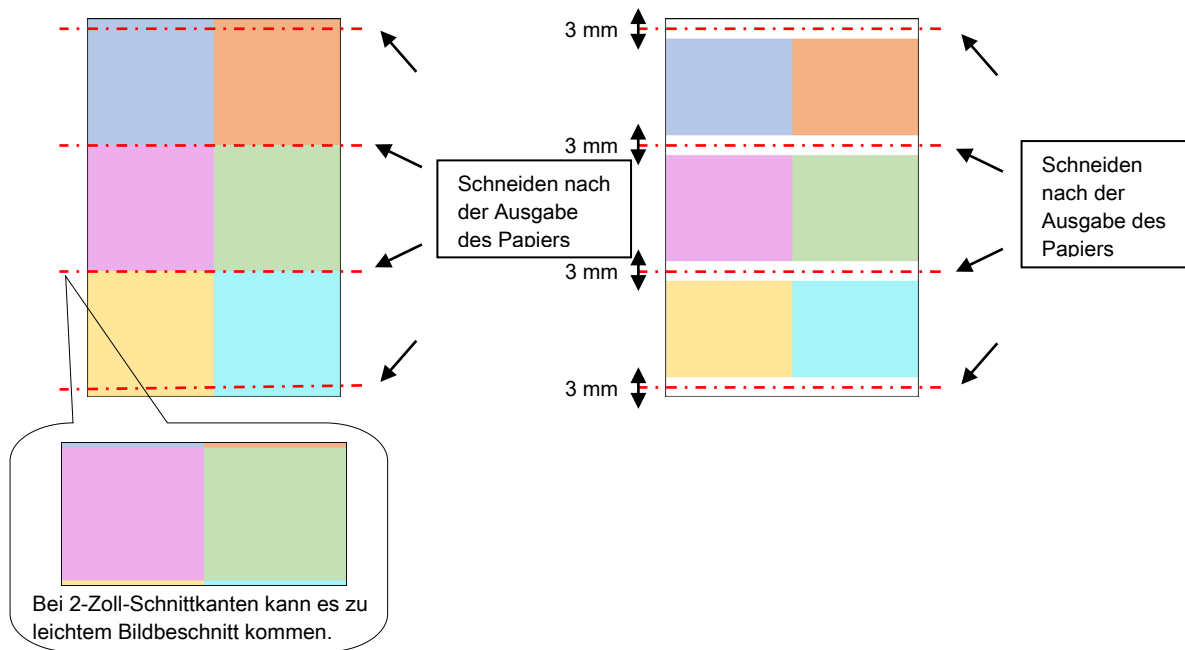 3 mm
3 mm
Schneiden nach
der Ausgabe
des Papiers
Schneiden
nach der
Ausgabe des
Papiers
3 mm
3 mm
Bei 2-Zoll-Schnittkanten kann es zu
leichtem Bildbeschnitt kommen.